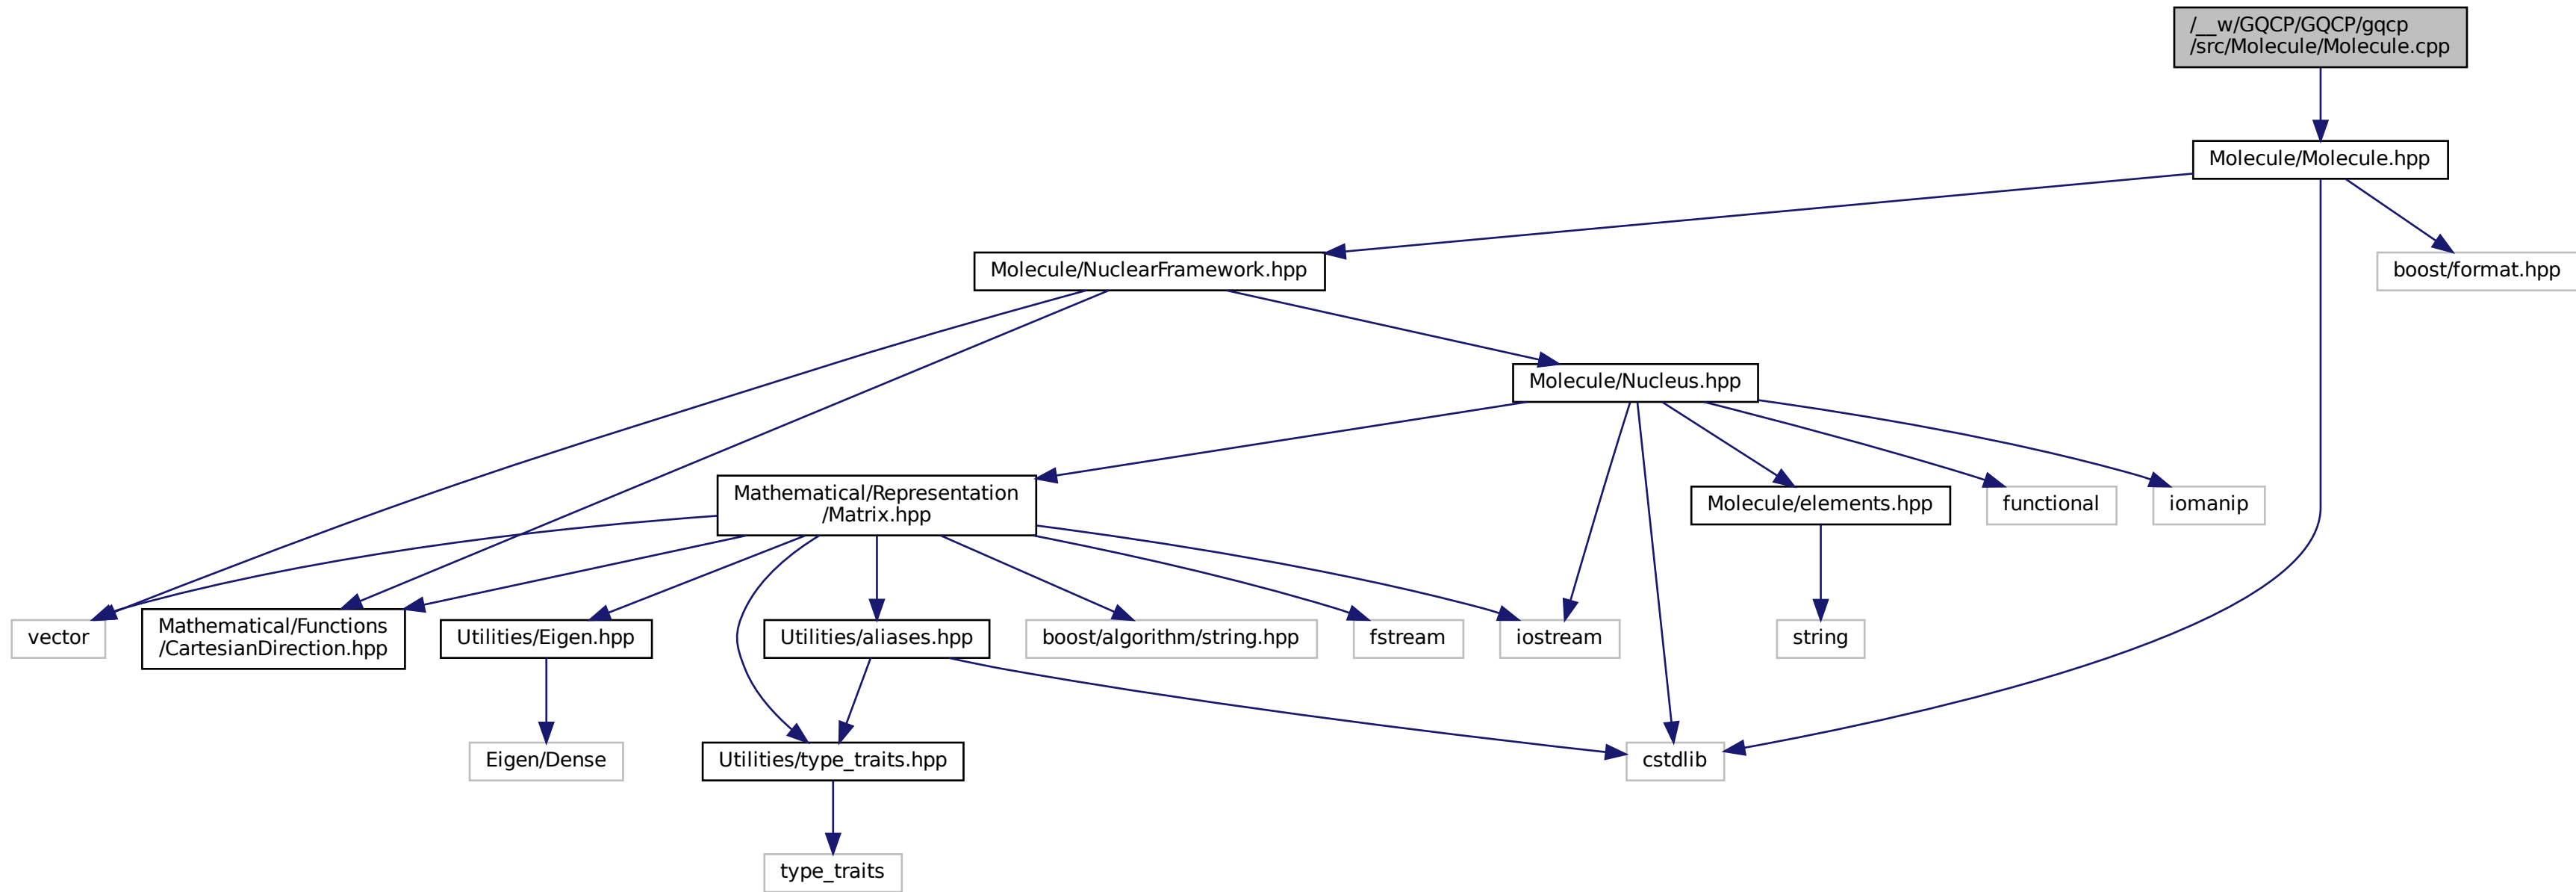 /__w/GQCP/GQCP/gqcp
/src/Molecule/Molecule.cpp
Molecule/Molecule.hpp
Molecule/NuclearFramework.hpp
boost/format.hpp
Molecule/Nucleus.hpp
Mathematical/Representation
/Matrix.hpp
Molecule/elements.hpp
functional
iomanip
vector
Mathematical/Functions
/CartesianDirection.hpp
Utilities/Eigen.hpp
Utilities/aliases.hpp
boost/algorithm/string.hpp
fstream
iostream
string
Eigen/Dense
Utilities/type_traits.hpp
cstdlib
type_traits